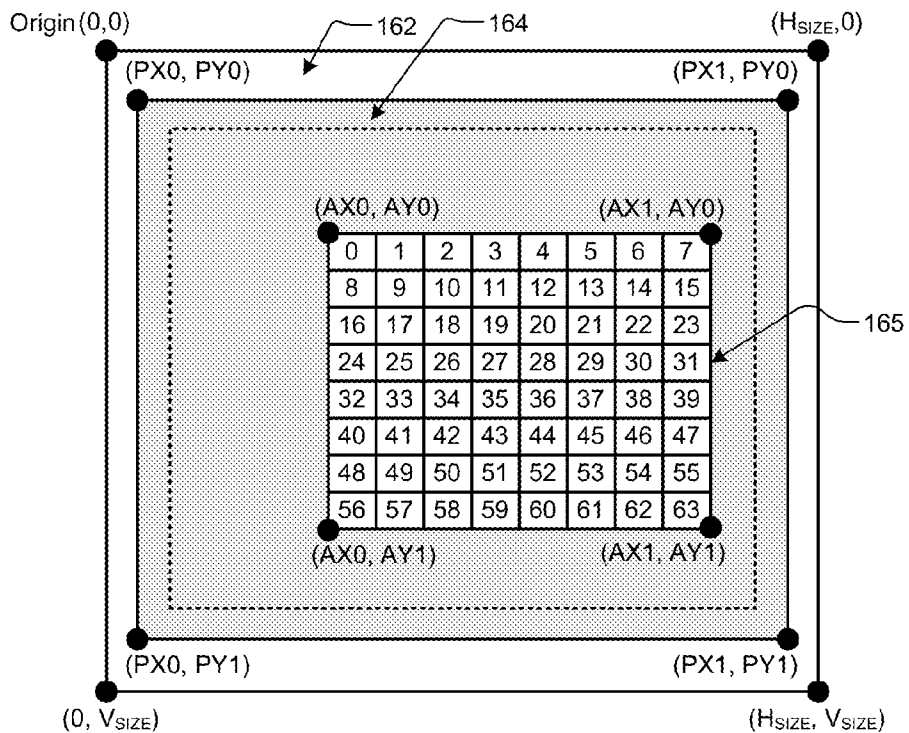 Origin (0,0) 162 164 (HSIZE,0)
(PX0, PY0) (PX1, PY0)
(AX0, AY0) (AX1, AY0)
0 1 2 3 4 5 6 7
8 9 10 11 12 13 14 15
16 17 18 19 20 21 22 23
165
24 25 26 27 28 29 30 31
32 33 34 35 36 37 38 39
40 41 42 43 44 45 46 47
48 49 50 51 52 53 54 55
56 57 58 59 60 61 62 63
(AX0, AY1) (AX1, AY1)
(PX0, PY1) (PX1, PY1)
(0, VSIZE) (HSIZE, VSIZE)